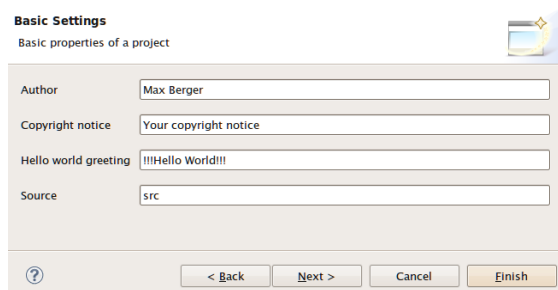 Basic Settings
Basic properties of a project
Author Max Berger
Copyright notice Your copyright notice
Hello world greeting !!!Hello World!!!
Source src
? < Back Next > Cancel Finish